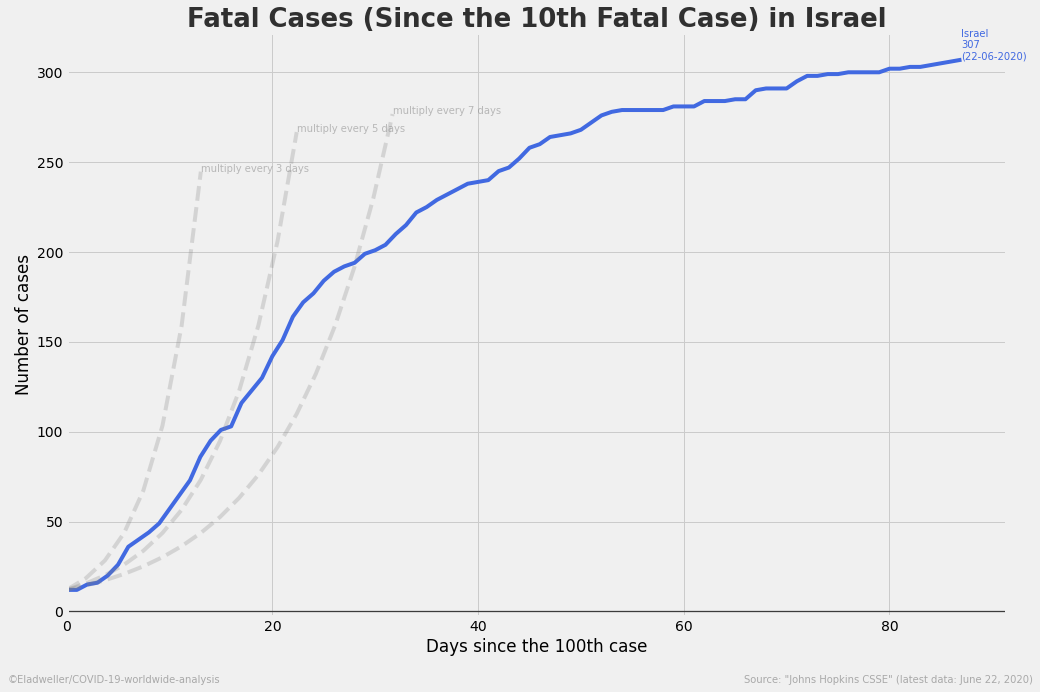 Fatal Cases (Since the 10th Fatal Case) in Israel
Israel
307
(22-06-2020)
multiply every 7 days
multiply every 5 days
multiply every 3 days
Number of cases
300
250
200
150
100
50
0
0 20 40 60 80
Days since the 100th case
©Eladweller/COVID-19-worldwide-analysis
Source: "Johns Hopkins CSSE" (latest data: June 22, 2020)